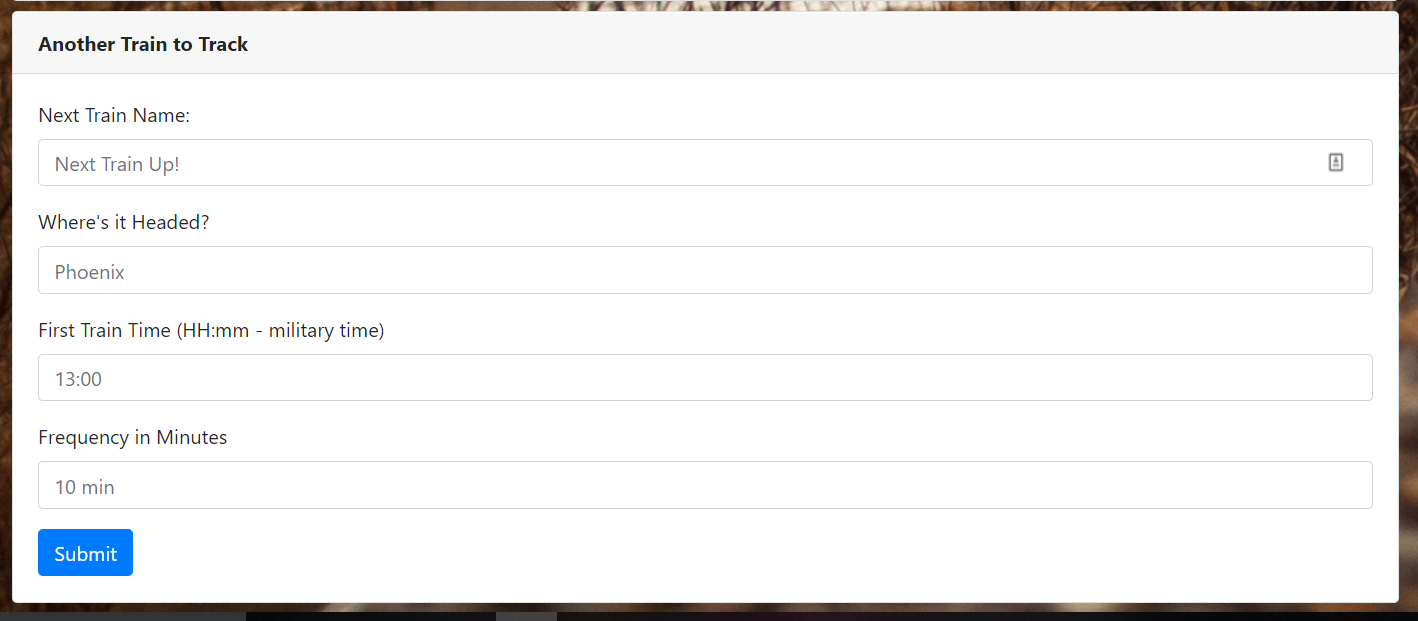 Another Train to Track
Next Train Name:
Next Train Up!
Where's it Headed?
Phoenix
First Train Time (HH:mm - military time)
13:00
Frequency in Minutes
10 min
Submit